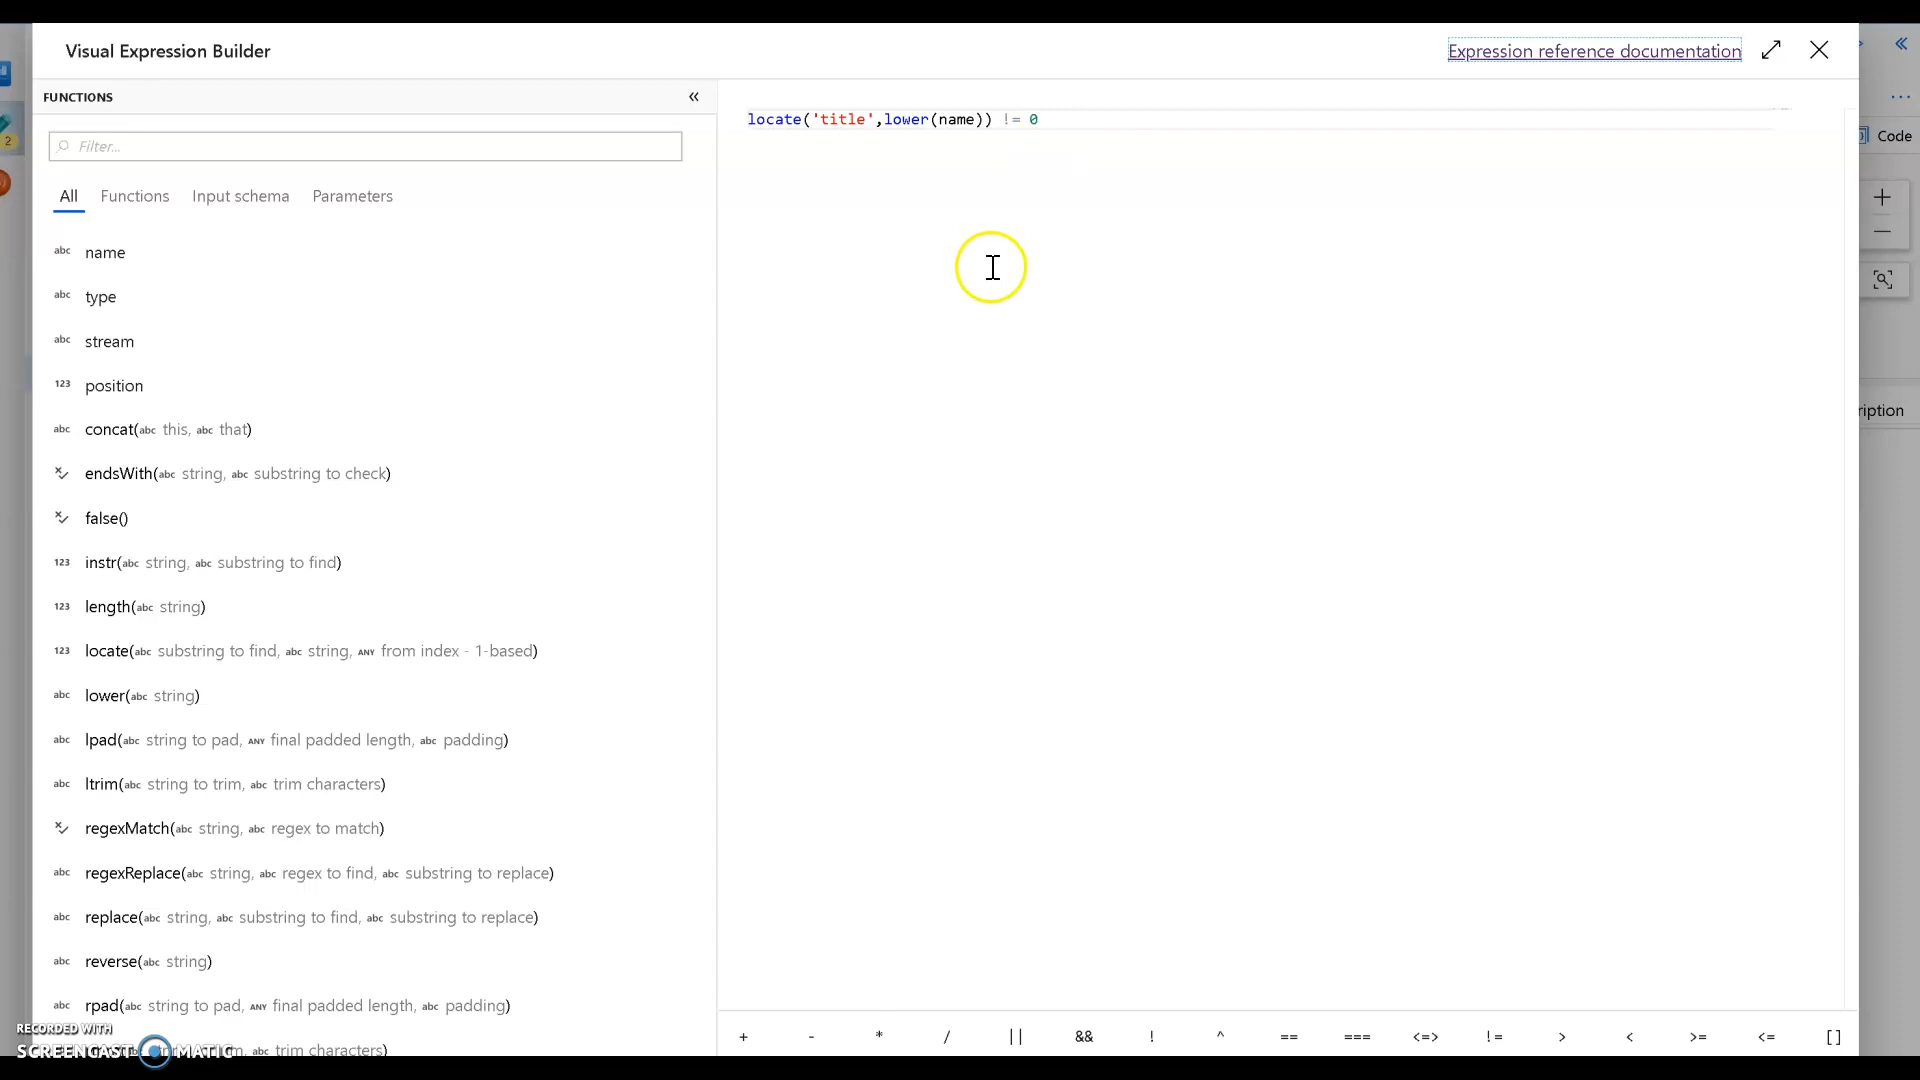 Visual Expression Builder
Expression reference documentation
FUNCTIONS
«
Filter...
All Functions Input schema Parameters
abc name
abc type
abc stream
123 position
abc concat(abc this, abc that)
endsWith(abc string, abc substring to check)
false()
123 instr(abc string, abc substring to find)
123 length(abc string)
123 locate(abc substring to find, abc string, ANY from index - 1-based)
abc lower(abc string)
abc lpad(abc string to pad, ANY final padded length, abc padding)
abc ltrim(abc string to trim, abc trim characters)
regexMatch(abc string, abc regex to match)
abc regexReplace(abc string, abc regex to find, abc substring to replace)
abc replace(abc string, abc substring to find, abc substring to replace)
abc reverse(abc string)
abc rpad(abc string to pad, ANY final padded length, abc padding)
abc trim characters)
locate('title',lower(name)) != 0
+ - * / || && ! ^ == === <=> != > < >= <= []
2
«
...
Code
+
—
ription
RECORDED WITH
SCREENCAST MATIC